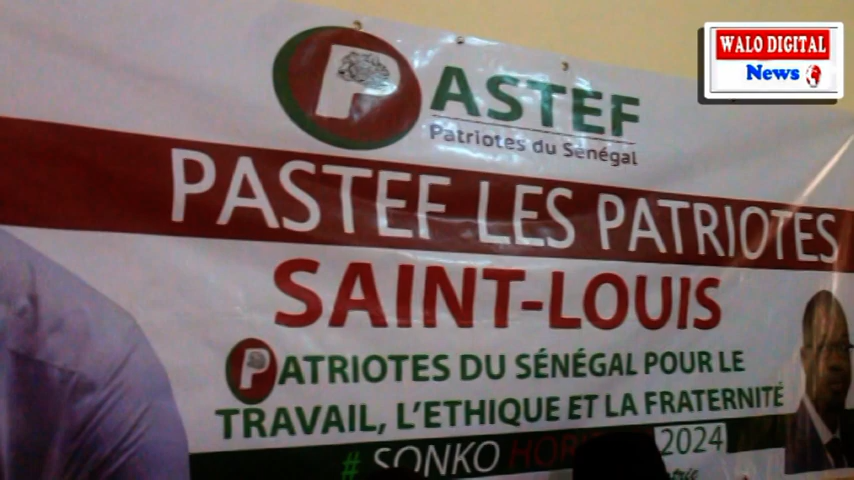 WALO DIGITAL
News
PASTEF
Patriotes du Sénégal
PASTEF LES PATRIOTES
SAINT-LOUIS
PATRIOTES DU SÉNÉGAL POUR LE
TRAVAIL, L'ETHIQUE ET LA FRATERNITÉ
# SONKO 2024